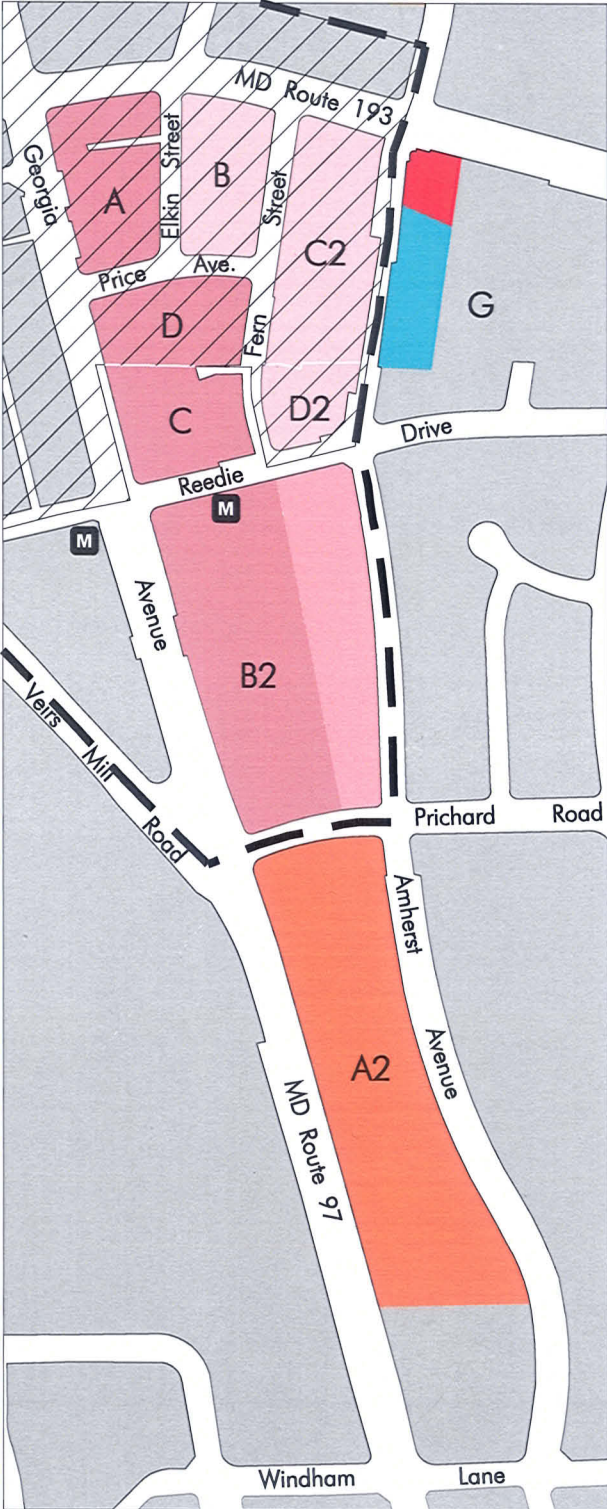 MD Route 193
Georgia
Elkin Street
Street
A
B
C2
Price Ave.
D
Fern
G
C
D2
Drive
Reedie
M
M
Avenue
B2
Veirs Mill Road
Prichard Road
Amherst
A2
Avenue
MD Route 97
Windham Lane